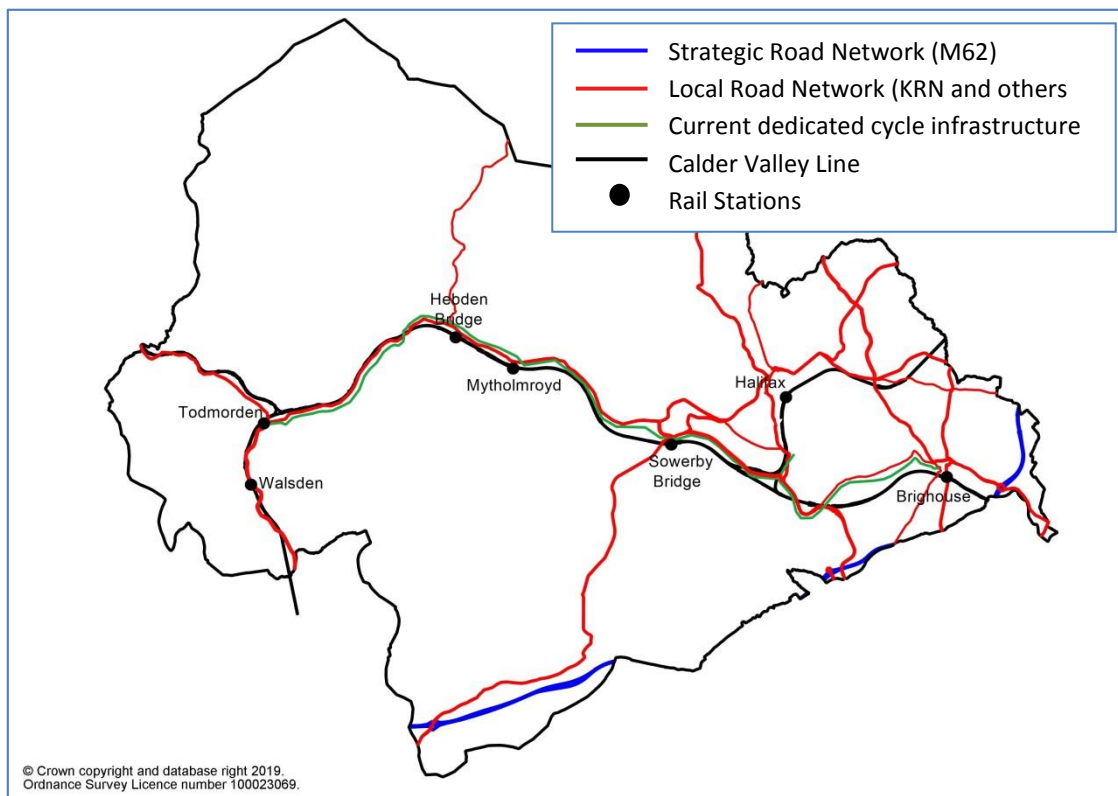 Strategic Road Network (M62)
Local Road Network (KRN and others
Current dedicated cycle infrastructure
Calder Valley Line
Rail Stations
Hebden
Bridge
Mytholmroyd
Halifax
Todmorden
Sowerby
Bridge
Walsden
Brighouse
© Crown copyright and database right 2019.
Ordnance Survey Licence number 100023069.